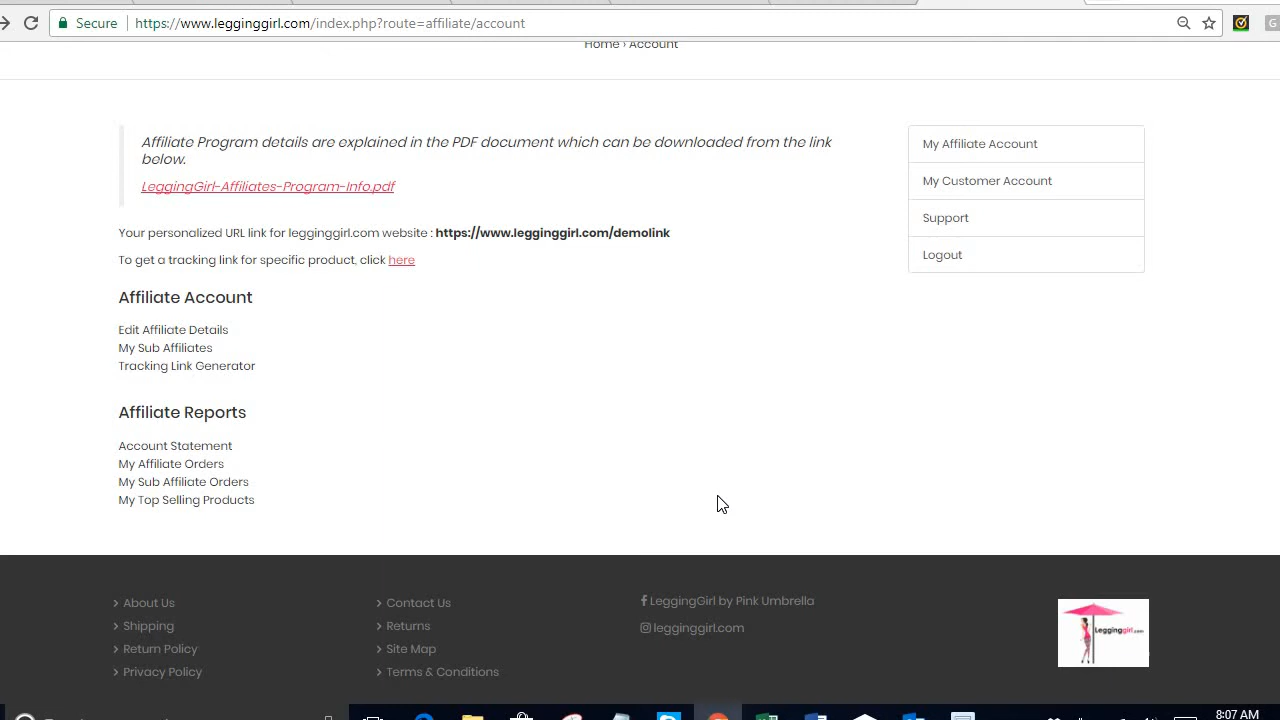 Secure https://www.legginggirl.com/index.php?route=affiliate/account
Home › Account
Affiliate Program details are explained in the PDF document which can be downloaded from the link
below.
LeggingGirl-Affiliates-Program-Info.pdf
Your personalized URL link for legginggirl.com website : https://www.legginggirl.com/demolink
To get a tracking link for specific product, click here
Affiliate Account
Edit Affiliate Details
My Sub Affiliates
Tracking Link Generator
Affiliate Reports
Account Statement
My Affiliate Orders
My Sub Affiliate Orders
My Top Selling Products
My Affiliate Account
My Customer Account
Support
Logout
About Us
Shipping
Return Policy
Privacy Policy
Contact Us
Returns
Site Map
Terms & Conditions
LeggingGirl by Pink Umbrella
legginggirl.com
Legginggirl.com
8:07 AM